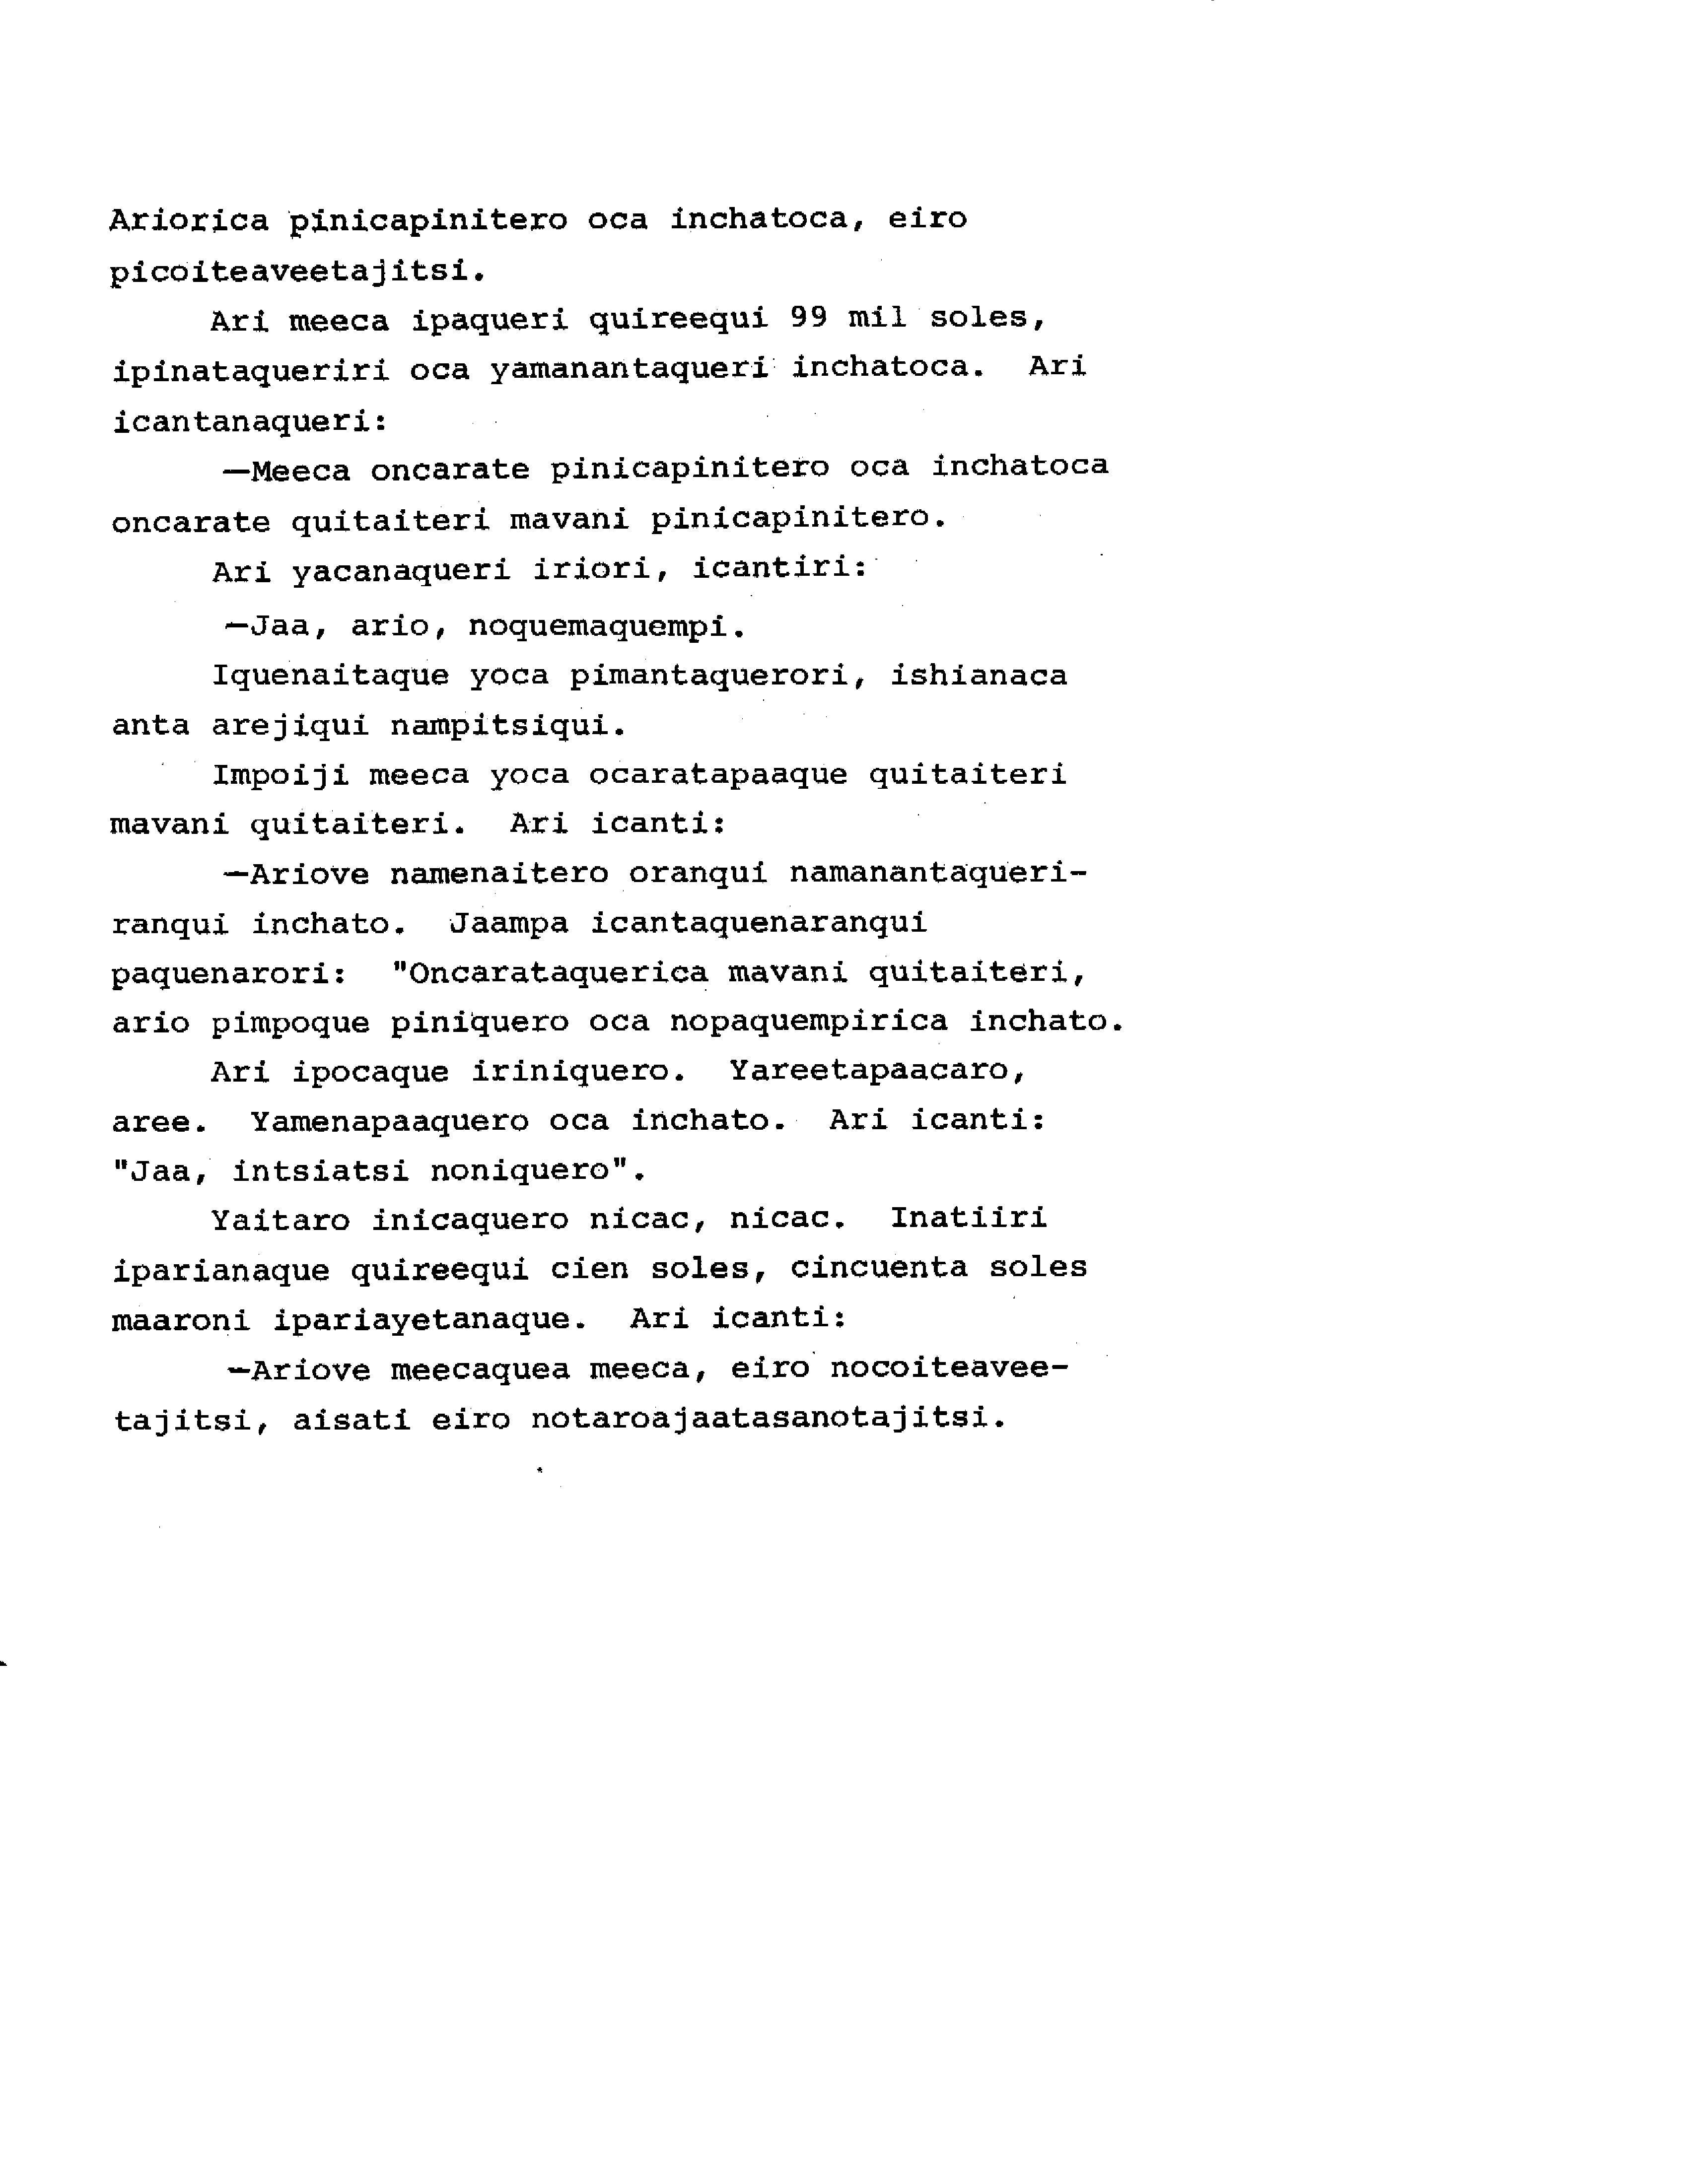 Ariorica pinicapinitero oca inchatoca, eiro
picoiteaveetajitsi.
Ari meeca ipaqueri quireequi 99 mil soles,
ipinataqueriri oca yamanantaqueri inchatoca. Ari
icantanaqueri:
—Meeca oncarate pinicapinitero oca inchatoca
oncarate quitaiteri mavani pinicapinitero.
Ari yacanaqueri iriori, icantiri:
—Jaa, ario, noquemaquempi.
Iquenaitaque yoca pimantaquerori, ishianaca
anta arejiqui nampitsiqui.
Impoiji meeca yoca ocaratapaaque quitaiteri
mavani quitaiteri. Ari icanti:
—Ariove namenaitero oranqui namanantaqueri-
ranqui inchato. Jaampa icantaquenaranqui
paquenarori: "Oncarataquerica mavani quitaiteri,
ario pimpoque piniquero oca nopaquempirica inchato.
Ari ipocaque iriniquero. Yareetapaacaro,
aree. Yamenapaaquero oca inchato. Ari icanti:
"Jaa, intsiatsi noniquero".
Yaitaro inicaquero nicac, nicac. Inatiiri
iparianaque quireequi cien soles, cincuenta soles
maaroni ipariayetanaque. Ari icanti:
—Ariove meecaquea meeca, eiro nocoiteavee-
tajitsi, aisati eiro notaroajaatasanotajitsi.